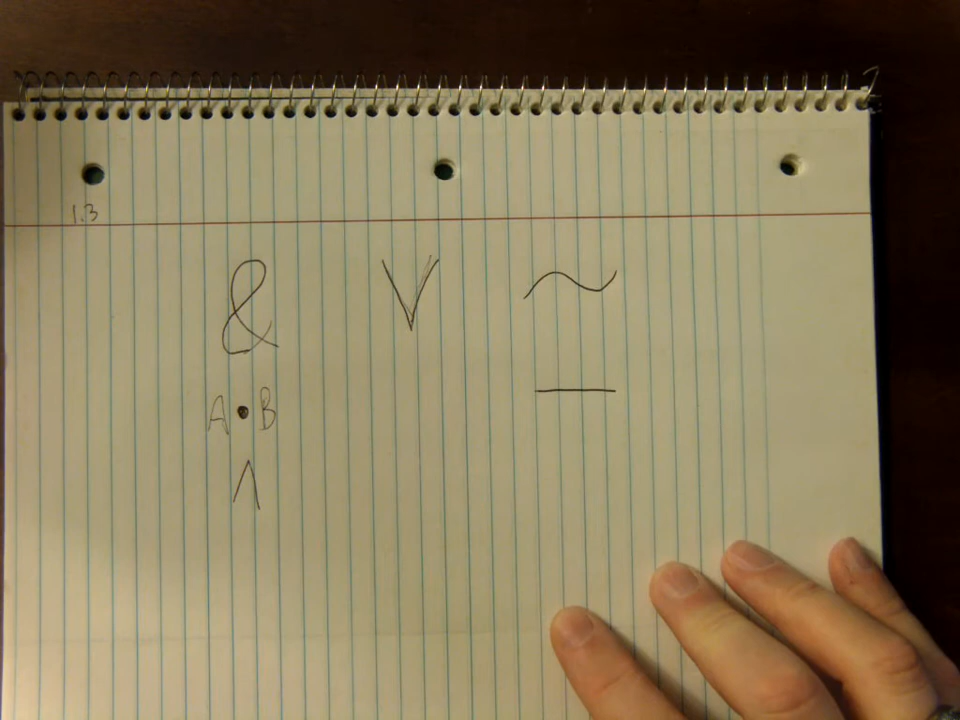 1.3
& ∨ ~
A • B —
∧